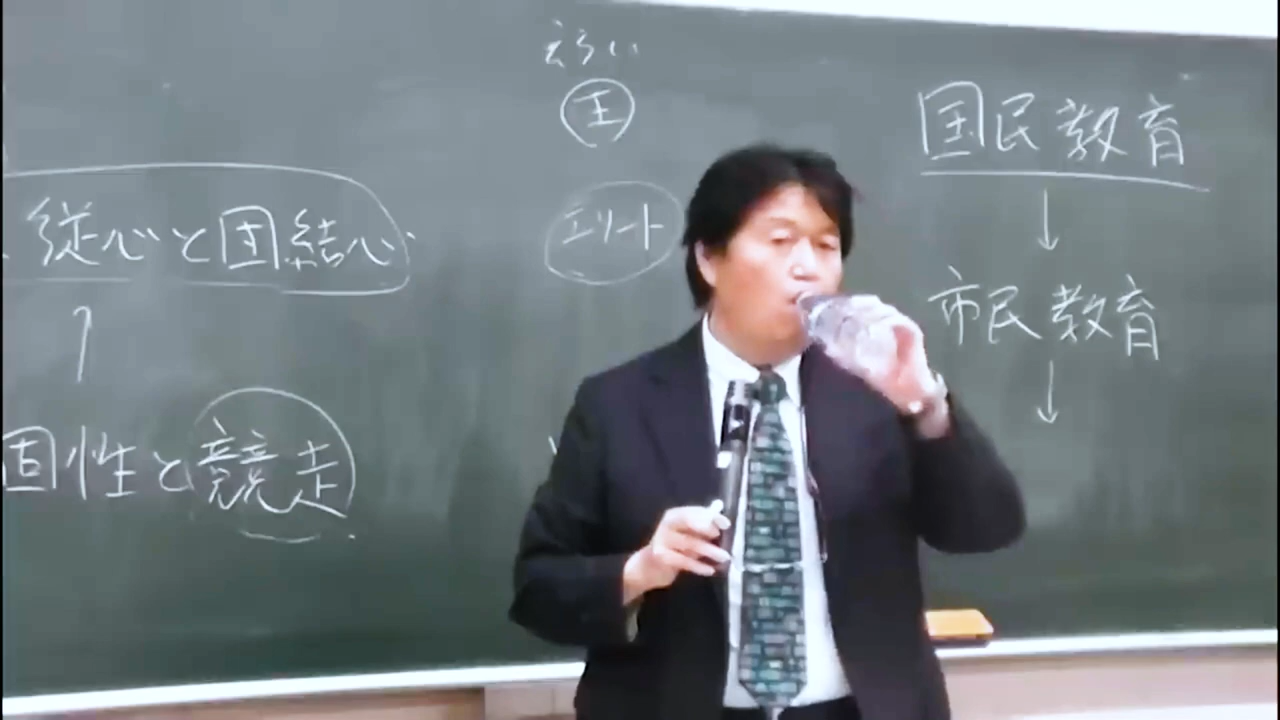 えらい
王
エリート
従心と団結心
固性と競走
国民教育
↓
市民教育
↓